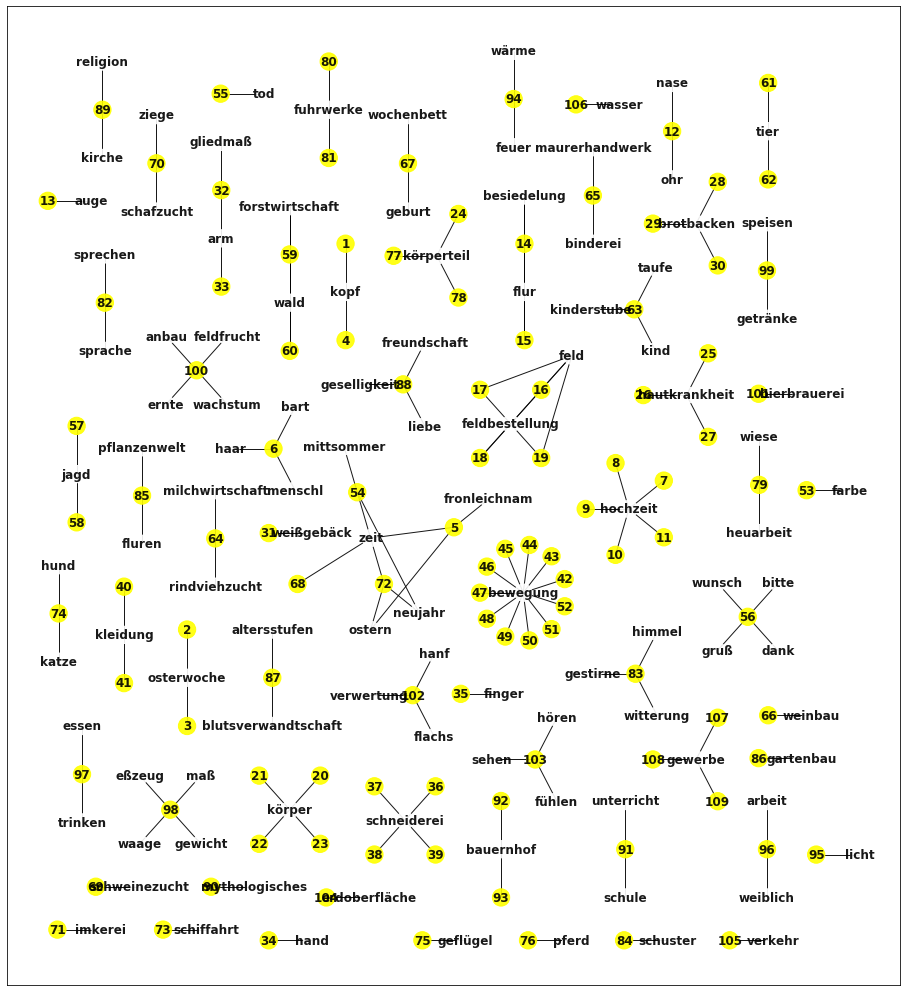 wärme
religion
80
nase
61
55
tod
94
106
wasser
89
ziege
fuhrwerke
wochenbett
12
tier
gliedmaß
feuer
maurerhandwerk
kirche
70
81
67
ohr
62
28
13
auge
32
besiedelung
65
schafzucht
forstwirtschaft
geburt
24
29
brotbacken
speisen
arm
1
14
binderei
sprechen
59
77
körperteil
30
99
taufe
82
33
kopf
78
flur
wald
kinderstube
63
getränke
anbau
feldfrucht
4
15
sprache
60
freundschaft
feld
kind
25
100
geselligkeit
88
17
16
26
hautkrankheit
101
bierbrauerei
ernte
wachstum
bart
57
liebe
feldbestellung
27
wiese
pflanzenwelt
haar
6
mittsommer
18
19
jagd
8
7
79
53
farbe
85
milchwirtschaft
menschl
54
fronleichnam
9
hochzeit
58
31
weißgebäck
zeit
5
11
heuarbeit
fluren
64
45
44
43
10
hund
46
42
40
rindviehzucht
68
72
47
bewegung
wunsch
bitte
74
neujahr
48
52
56
kleidung
2
altersstufen
ostern
49
50
51
himmel
katze
hanf
gruß
dank
41
osterwoche
87
gestirne
83
verwertung
102
35
finger
essen
3
blutsverwandtschaft
flachs
hören
witterung
107
66
weinbau
sehen
103
108
gewerbe
86
gartenbau
97
eßzeug
maß
21
20
37
36
98
körper
92
fühlen
unterricht
109
arbeit
trinken
schneiderei
waage
gewicht
22
23
38
39
bauernhof
91
96
95
licht
69
schweinezucht
90
mythologisches
104
erdoberfläche
93
schule
weiblich
71
imkerei
73
schiffahrt
34
hand
75
geflügel
76
pferd
84
schuster
105
verkehr